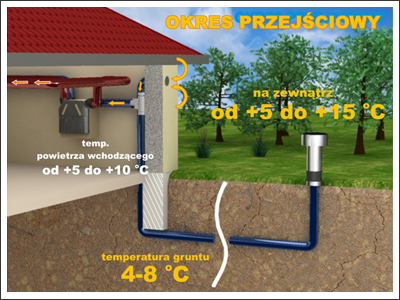 OKRES PRZEJŚCIOWY
na zewnątrz
od +5 do +15 °C
temp.
powietrza wchodzącego
od +5 do +10 °C
temperatura gruntu
4-8 °C